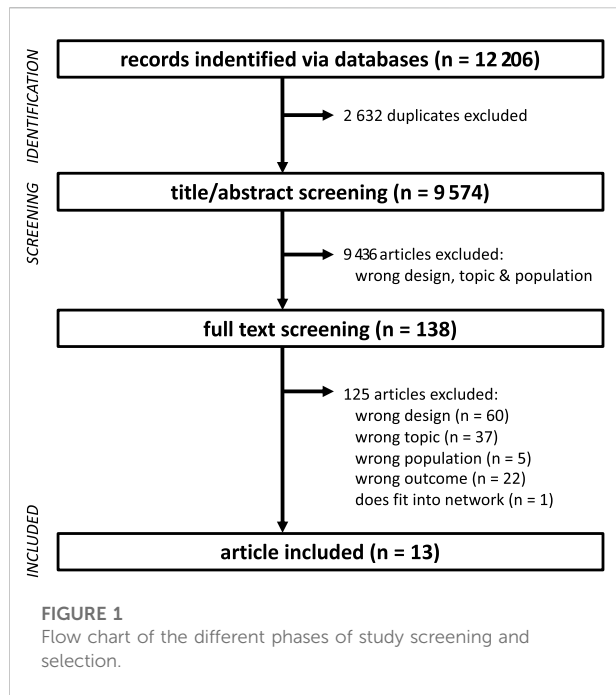 IDENTIFICATION
records indentified via databases (n = 12 206)
2 632 duplicates excluded
SCREENING
title/abstract screening (n = 9 574)
9 436 articles excluded:
wrong design, topic & population
full text screening (n = 138)
125 articles excluded:
wrong design (n = 60)
wrong topic (n = 37)
wrong population (n = 5)
wrong outcome (n = 22)
does fit into network (n = 1)
INCLUDED
article included (n = 13)
FIGURE 1
Flow chart of the different phases of study screening and
selection.